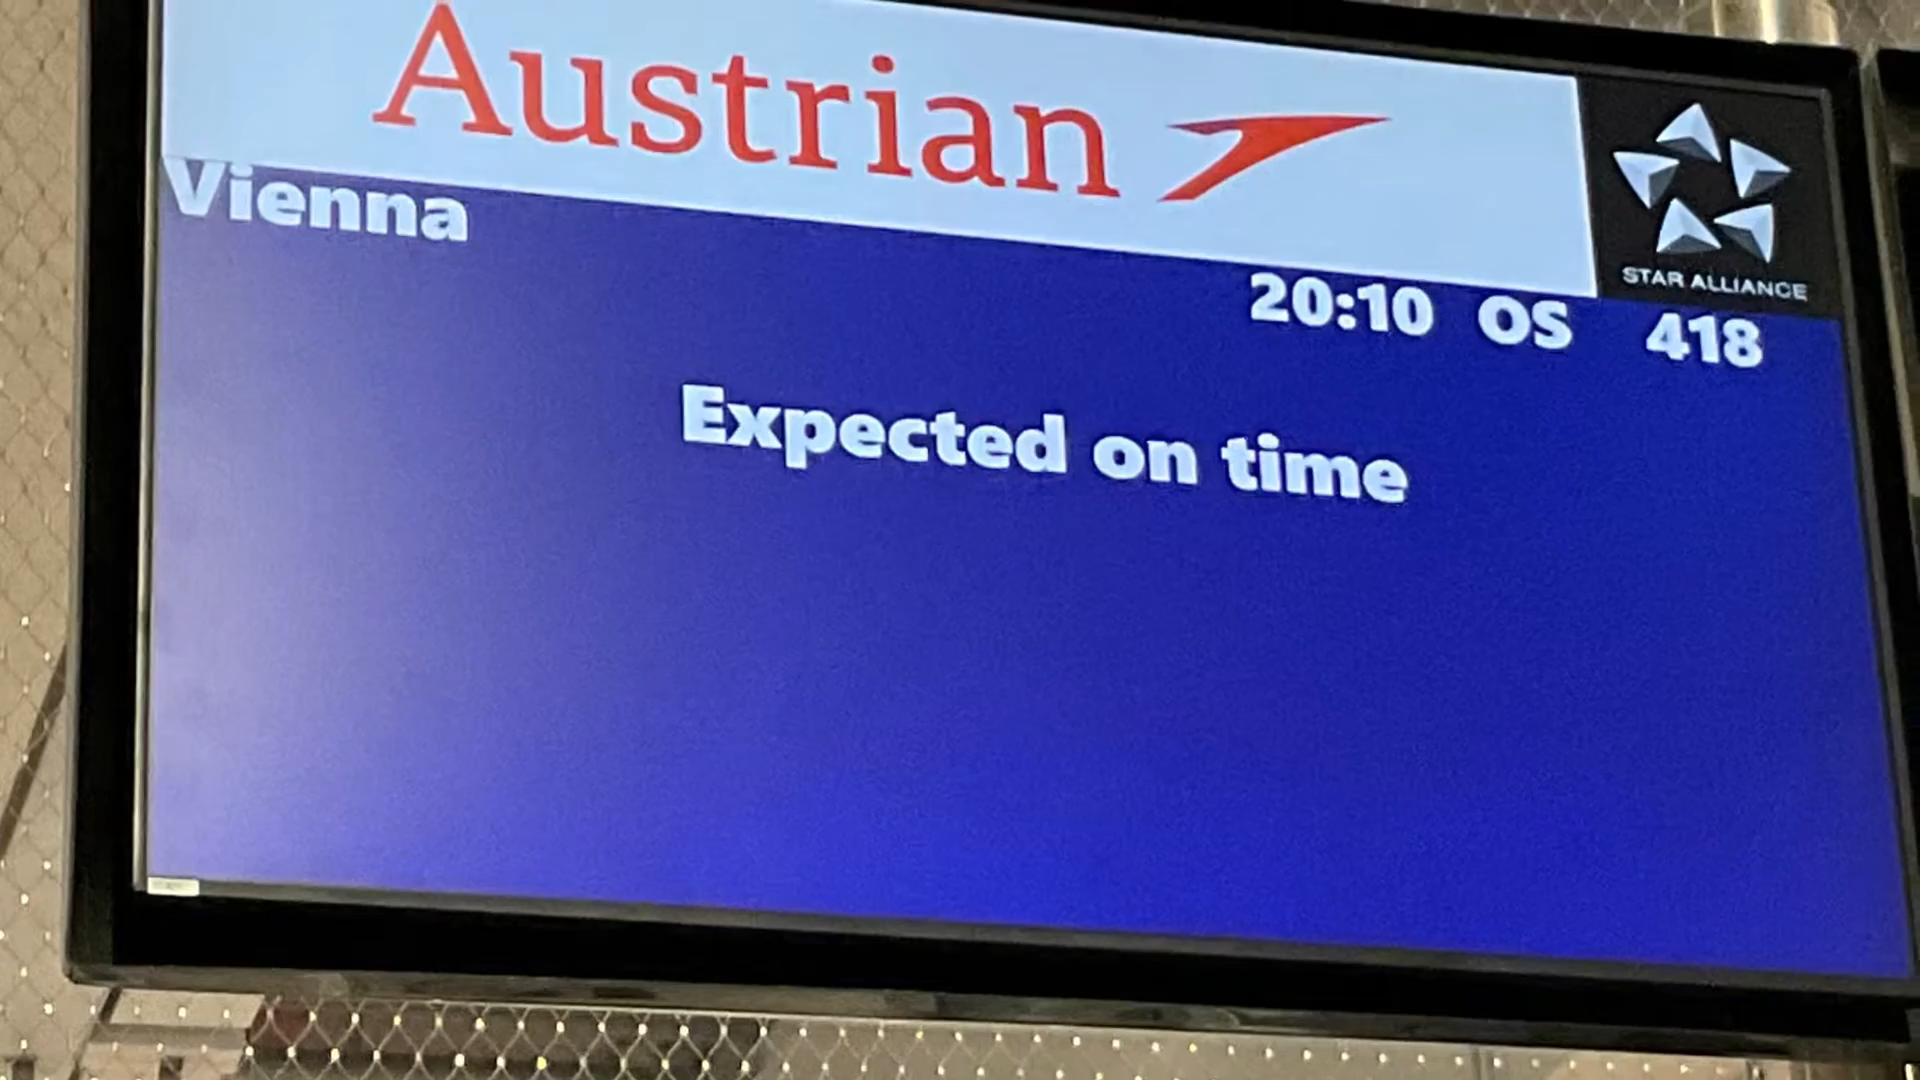 Austrian
STAR ALLIANCE
Vienna
20:10 OS 418
Expected on time